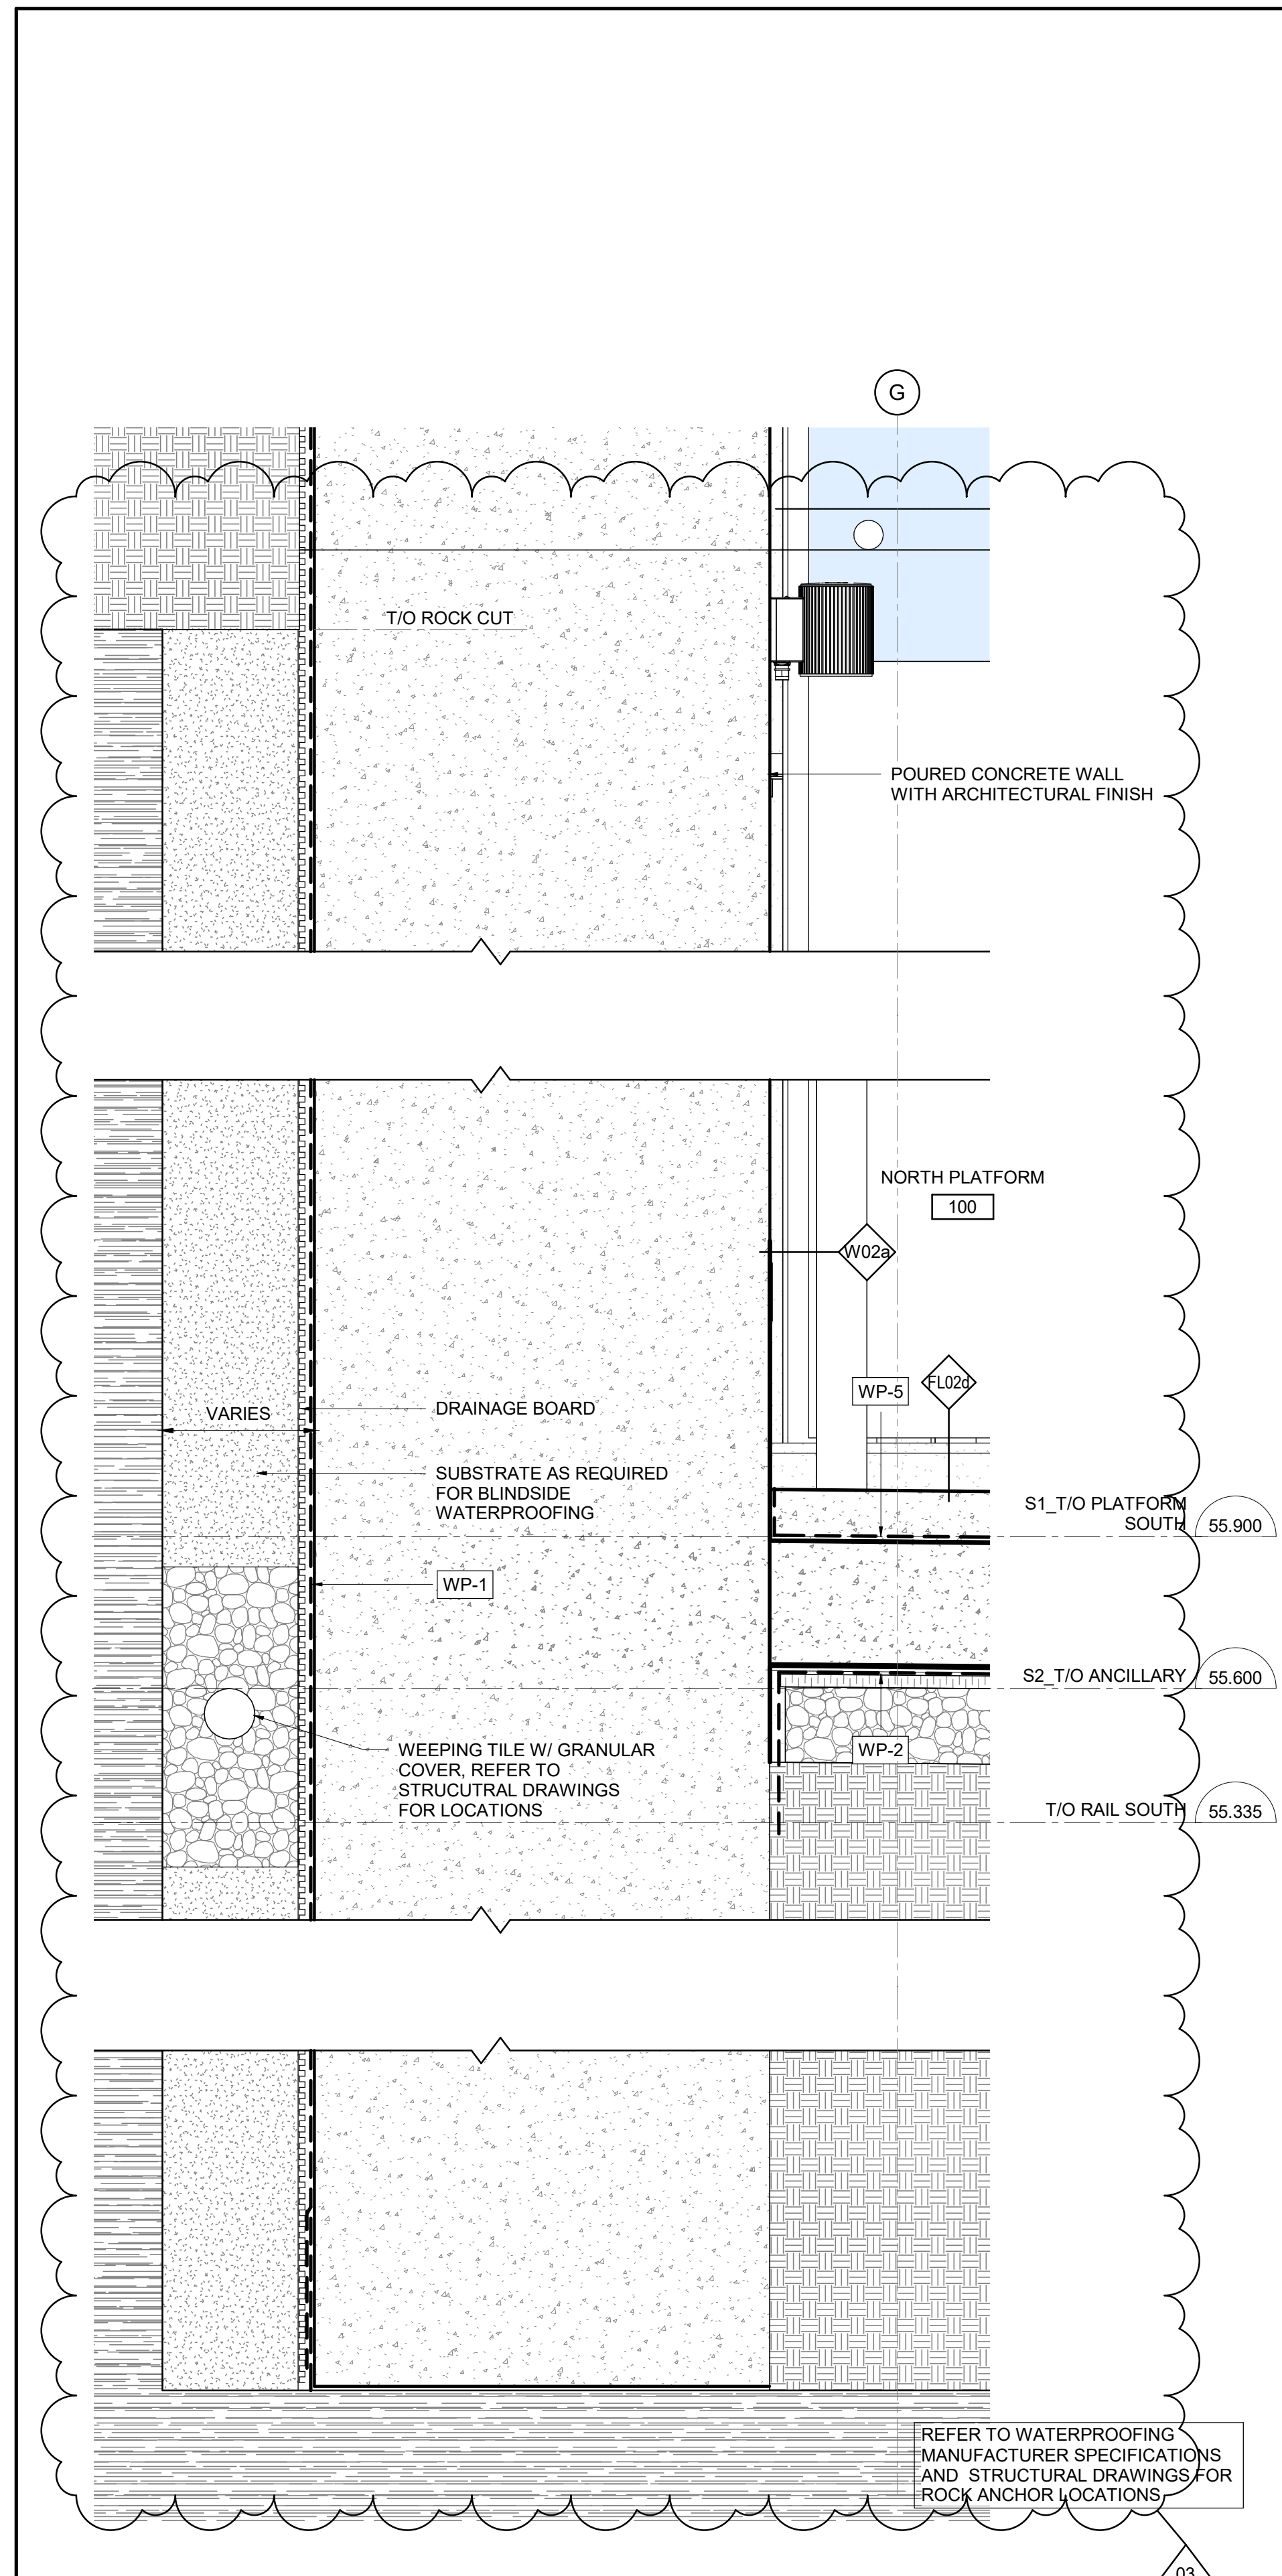 G
T/O ROCK CUT
POURED CONCRETE WALL
WITH ARCHITECTURAL FINISH
NORTH PLATFORM
100
W02a
FL02d
WP-5
VARIES
DRAINAGE BOARD
SUBSTRATE AS REQUIRED
FOR BLINDSIDE
WATERPROOFING
S1_T/O PLATFORM
SOUTH
55.900
WP-1
S2_T/O ANCILLARY
55.600
WEEPING TILE W/ GRANULAR
COVER, REFER TO
STRUCUTRAL DRAWINGS
FOR LOCATIONS
WP-2
T/O RAIL SOUTH
55.335
REFER TO WATERPROOFING
MANUFACTURER SPECIFICATIONS
AND STRUCTURAL DRAWINGS FOR
ROCK ANCHOR LOCATIONS
03